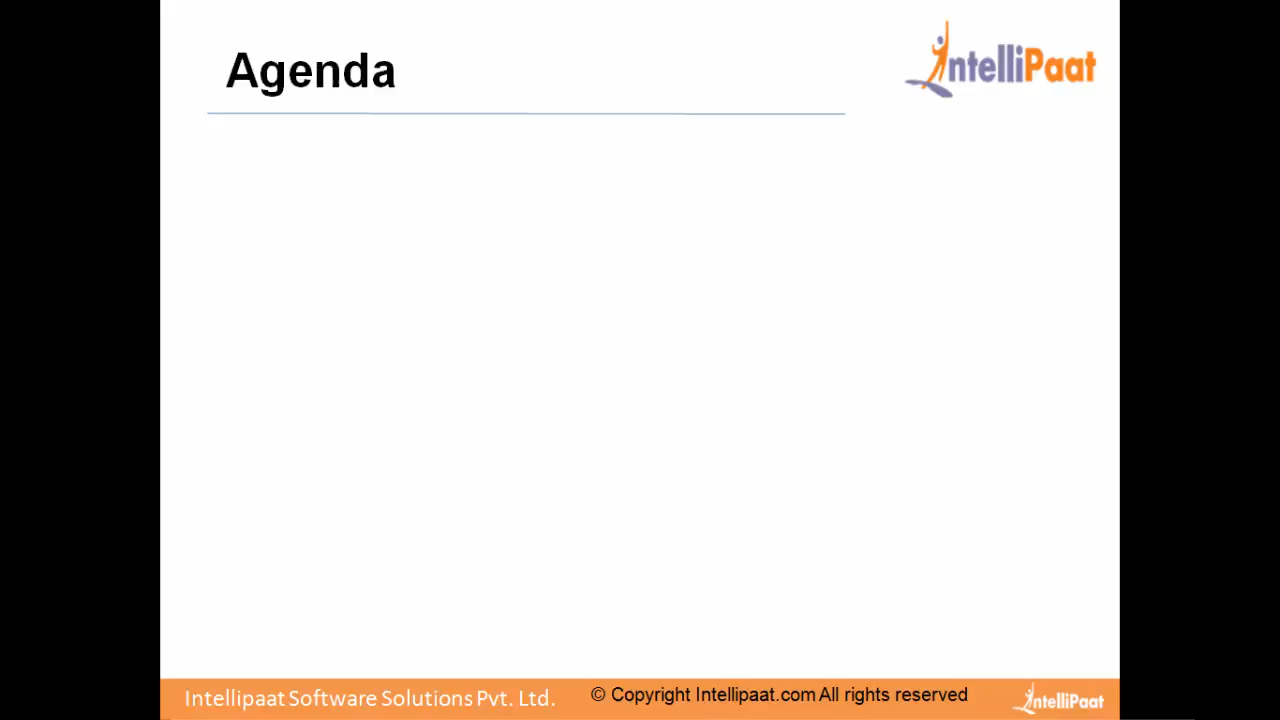 Agenda
IntelliPaat
Intellipaat Software Solutions Pvt. Ltd.
© Copyright Intellipaat.com All rights reserved
IntelliPaat